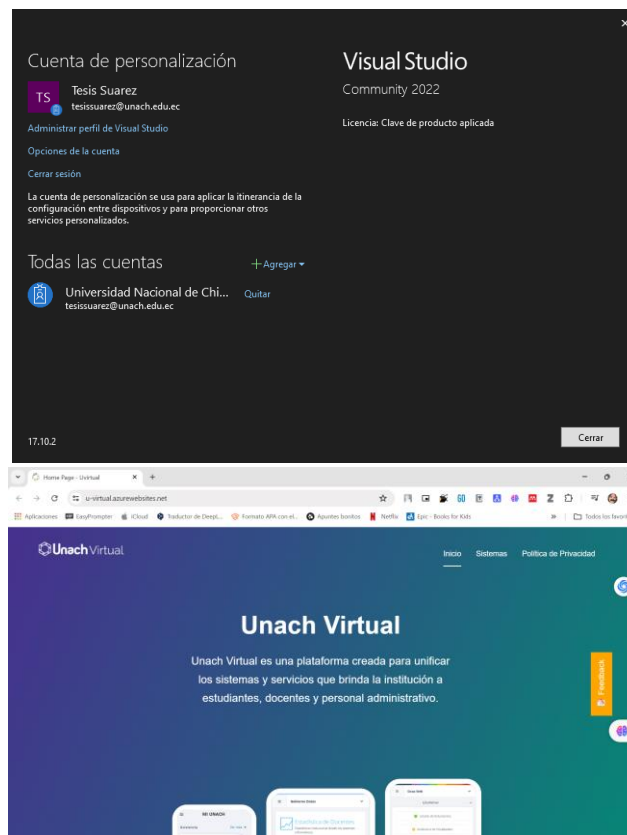 Cuenta de personalización
TS
Tesis Suarez
tesissuarez@unach.edu.ec
Administrar perfil de Visual Studio
Opciones de la cuenta
Cerrar sesión
La cuenta de personalización se usa para aplicar la itinerancia de la
configuración entre dispositivos y para proporcionar otros
servicios personalizados.
Todas las cuentas
Agregar
Universidad Nacional de Chi...
Quitar
tesissuarez@unach.edu.ec
17.10.2
Visual Studio
Community 2022
Licencia: Clave de producto aplicada
Cerrar
Home Page - Uvirtual
u-virtual.azurewebsites.net
Aplicaciones
EasyPrompter
iCloud
Traductor de DeepL...
Formato APA con el...
Apuntes bonitos
Netflix
Epic - Books for Kids
Todos los favorit
Unach Virtual
Inicio
Sistemas
Política de Privacidad
Unach Virtual
Unach Virtual es una plataforma creada para unificar
los sistemas y servicios que brinda la institución a
estudiantes, docentes y personal administrativo.
Feedback
MI UNACH